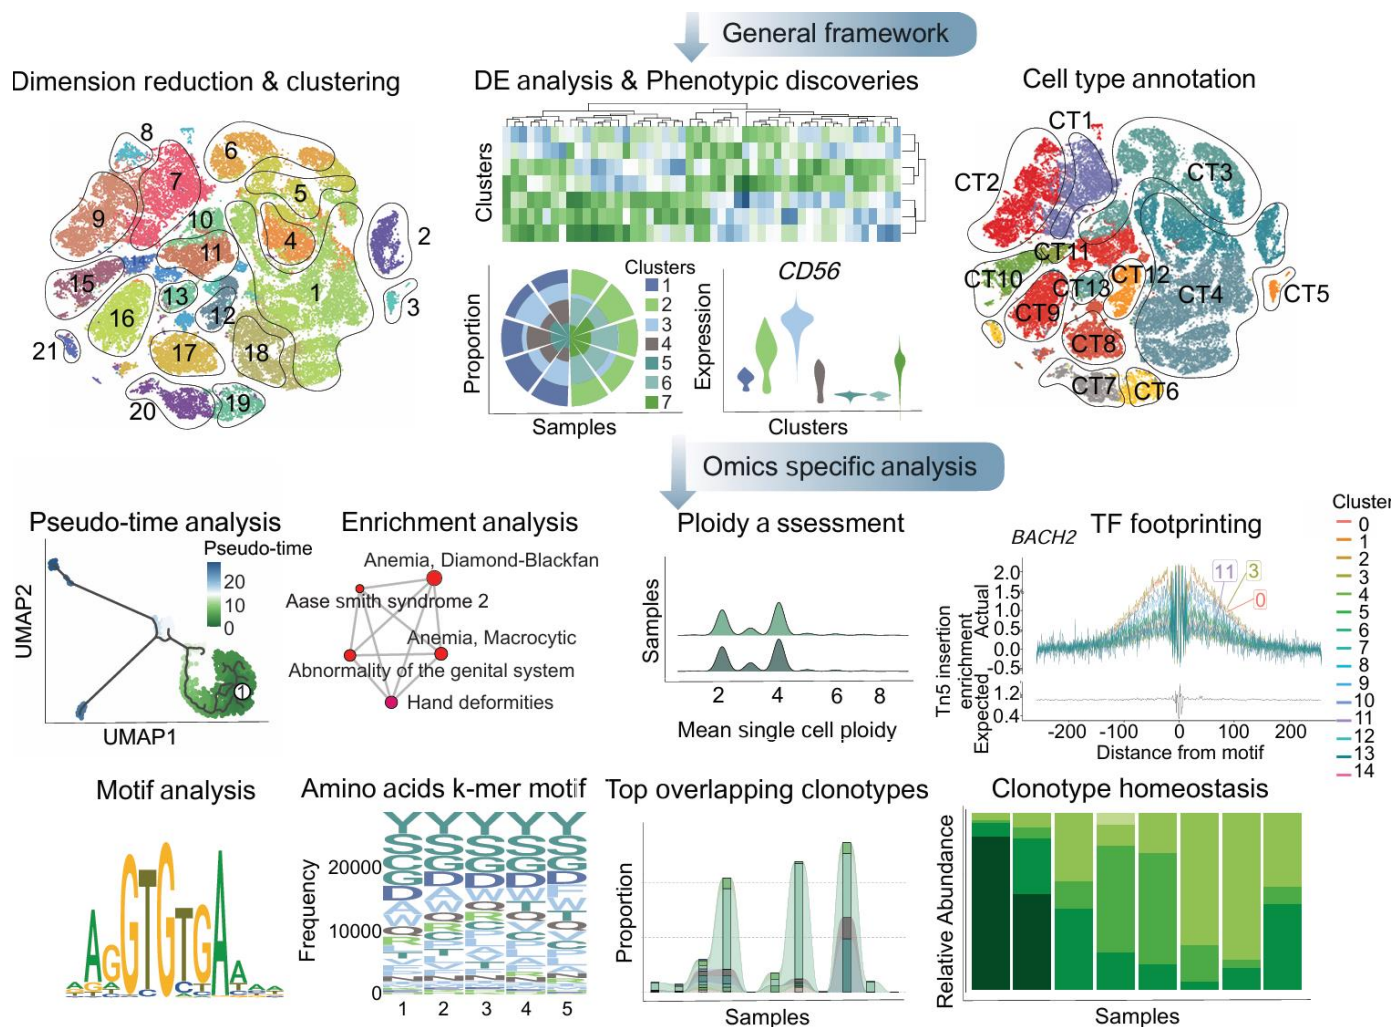 General framework
Dimension reduction & clustering
DE analysis & Phenotypic discoveries
Cell type annotation
8
7
6
5
9
10
4
11
2
15
13
1
3
16
12
21
17
18
20
19
Clusters
Proportion
Samples
Clusters
1
2
3
4
5
6
7
CD56
Expression
Clusters
CT1
CT2
CT3
CT11
CT10
CT12
CT13
CT4
CT5
CT9
CT8
CT7
CT6
Omics specific analysis
Pseudo-time analysis
Pseudo-time
20
10
0
UMAP2
1
UMAP1
Enrichment analysis
Anemia, Diamond-Blackfan
Aase smith syndrome 2
Anemia, Macrocytic
Abnormality of the genital system
Hand deformities
Ploidy a ssessment
Samples
2 4 6 8
Mean single cell ploidy
TF footprinting
BACH2
11
3
0
Tn5 insertion
enrichment
Expected Actual
2.0
1.5
1.0
0.5
0.0
-0.5
1.2
0.4
-200 -100 0 100 200
Distance from motif
Cluster
0
1
2
3
4
5
6
7
8
9
10
11
12
13
14
Motif analysis
AGGTGTGA
Amino acids k-mer motif
Frequency
20000
10000
0
Y Y Y Y Y
S S S S S
C G G G G
G D D D D
1 2 3 4 5
Top overlapping clonotypes
Proportion
Samples
Clonotype homeostasis
Relative Abundance
Samples